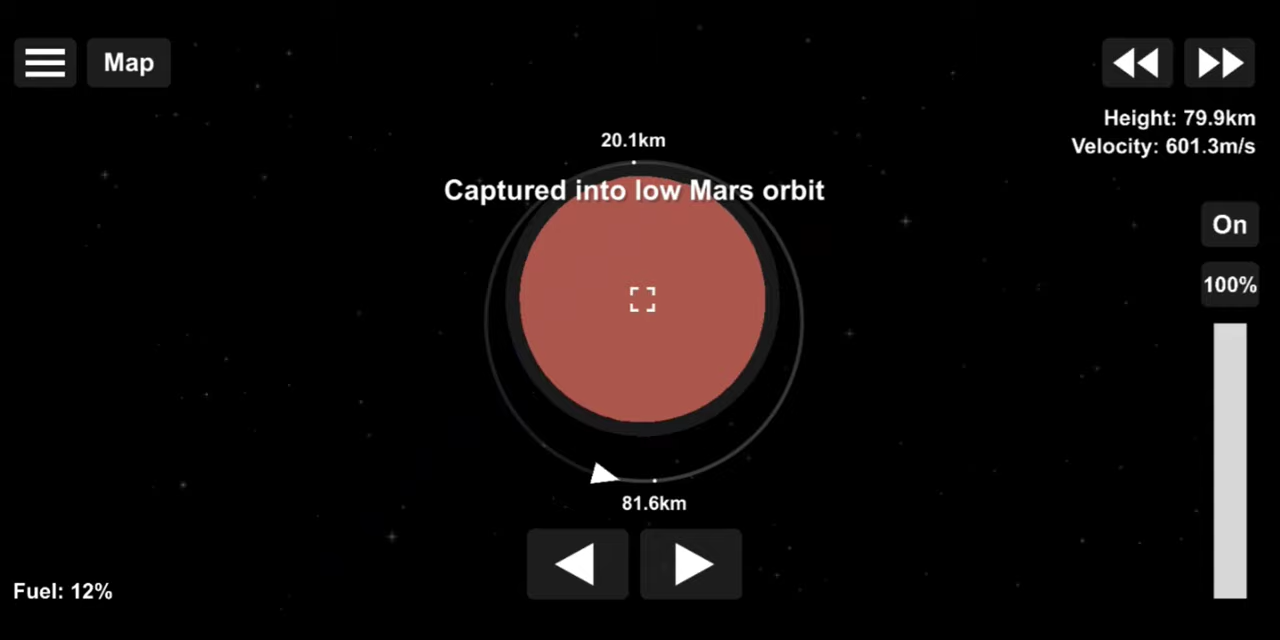 Map
Height: 79.9km
Velocity: 601.3m/s
20.1km
Captured into low Mars orbit
On
100%
81.6km
Fuel: 12%